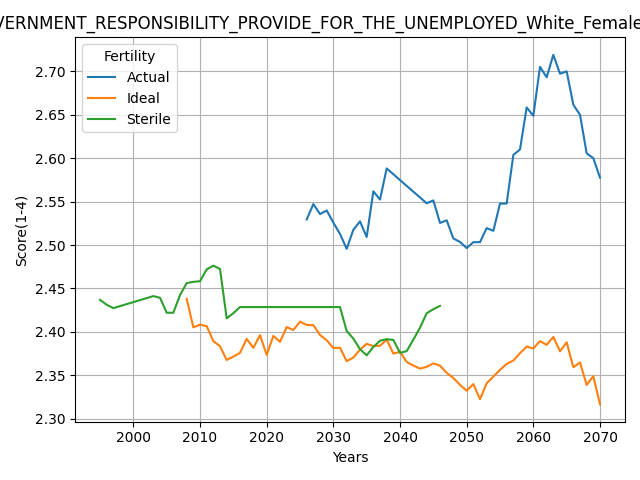 VERNMENT_RESPONSIBILITY_PROVIDE_FOR_THE_UNEMPLOYED_White_Female
Fertility
Actual
Ideal
Sterile
Score(1-4)
2.70
2.65
2.60
2.55
2.50
2.45
2.40
2.35
2.30
2000 2010 2020 2030 2040 2050 2060 2070
Years